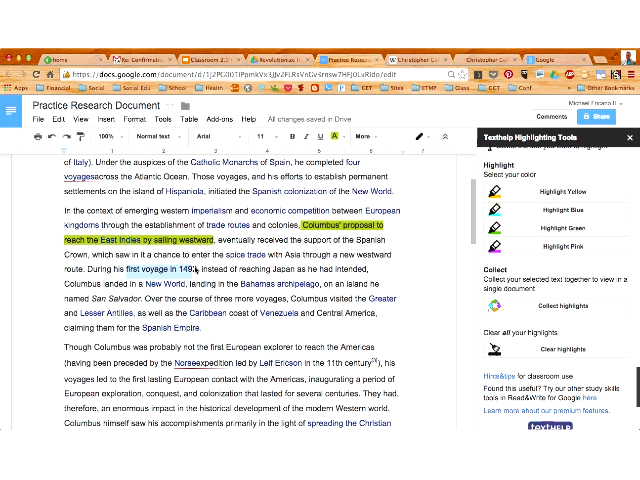 home
Re: Confirmatio
Classroom 2.0
Revolutionize
Practice Resear
Christopher Col
Christopher Col
Google
https://docs.google.com/document/d/
/edit
Apps Financial Social Social Edu School Health GCT Sites ETMP Glass Conf Other Bookmarks
Practice Research Document
Michael Ericano II
File Edit View Insert Format Tools Table Add-ons Help All changes saved in Drive
Comments Share
100% Normal text Arial 11 B I U A More
Texthelp Highlighting Tools
of Italy). Under the auspices of the Catholic Monarchs of Spain, he completed four
voyagesacross the Atlantic Ocean. Those voyages, and his efforts to establish permanent
settlements on the island of Hispaniola, initiated the Spanish colonization of the New World.
In the context of emerging western imperialism and economic competition between European
kingdoms through the establishment of trade routes and colonies, Columbus' proposal to
reach the East Indies by sailing westward, eventually received the support of the Spanish
Crown, which saw in it a chance to enter the spice trade with Asia through a new westward
route. During his first voyage in 1492, instead of reaching Japan as he had intended,
Columbus landed in a New World, landing in the Bahamas archipelago, on an island he
named San Salvador. Over the course of three more voyages, Columbus visited the Greater
and Lesser Antilles, as well as the Caribbean coast of Venezuela and Central America,
claiming them for the Spanish Empire.
Though Columbus was probably not the first European explorer to reach the Americas
(having been preceded by the Norseexpedition led by Leif Ericson in the 11th century[3]), his
voyages led to the first lasting European contact with the Americas, inaugurating a period of
European exploration, conquest, and colonization that lasted for several centuries. They had,
therefore, an enormous impact in the historical development of the modern Western world.
Columbus himself saw his accomplishments primarily in the light of spreading the Christian
Highlight
Select your color
Highlight Yellow
Highlight Blue
Highlight Green
Highlight Pink
Collect
Collect your selected text together to view it in a
single document
Collect highlights
Clear all your highlights
Clear highlights
Hints&tips for classroom use.
Found this useful? Try our other study skills
tools in Read&Write for Google here
Learn more about our premium features.
texthelp